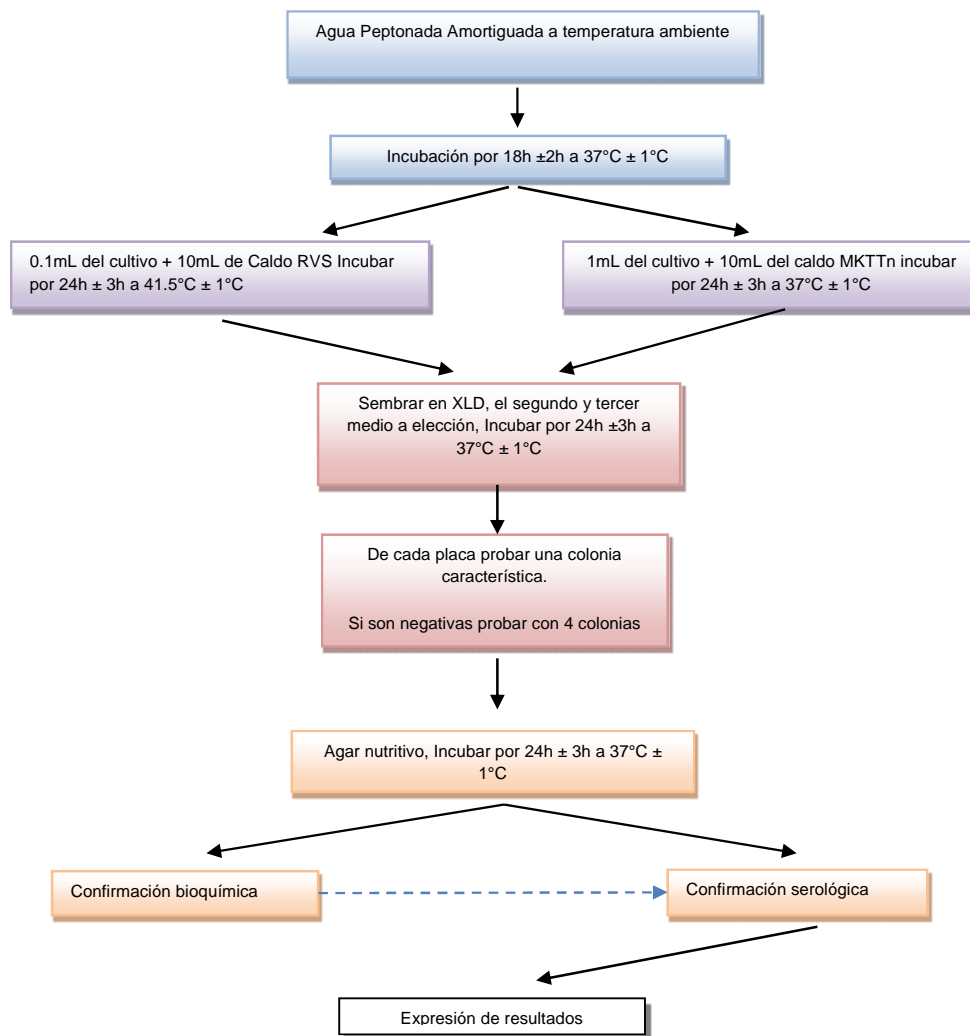 Agua Peptonada Amortiguada a temperatura ambiente
Incubación por 18h ±2h a 37°C ± 1°C
0.1mL del cultivo + 10mL de Caldo RVS Incubar
por 24h ± 3h a 41.5°C ± 1°C
1mL del cultivo + 10mL del caldo MKTTn incubar
por 24h ± 3h a 37°C ± 1°C
Sembrar en XLD, el segundo y tercer
medio a elección, Incubar por 24h ±3h a
37°C ± 1°C
De cada placa probar una colonia
característica.
Si son negativas probar con 4 colonias
Agar nutritivo, Incubar por 24h ± 3h a 37°C ±
1°C
Confirmación bioquímica
Confirmación serológica
Expresión de resultados